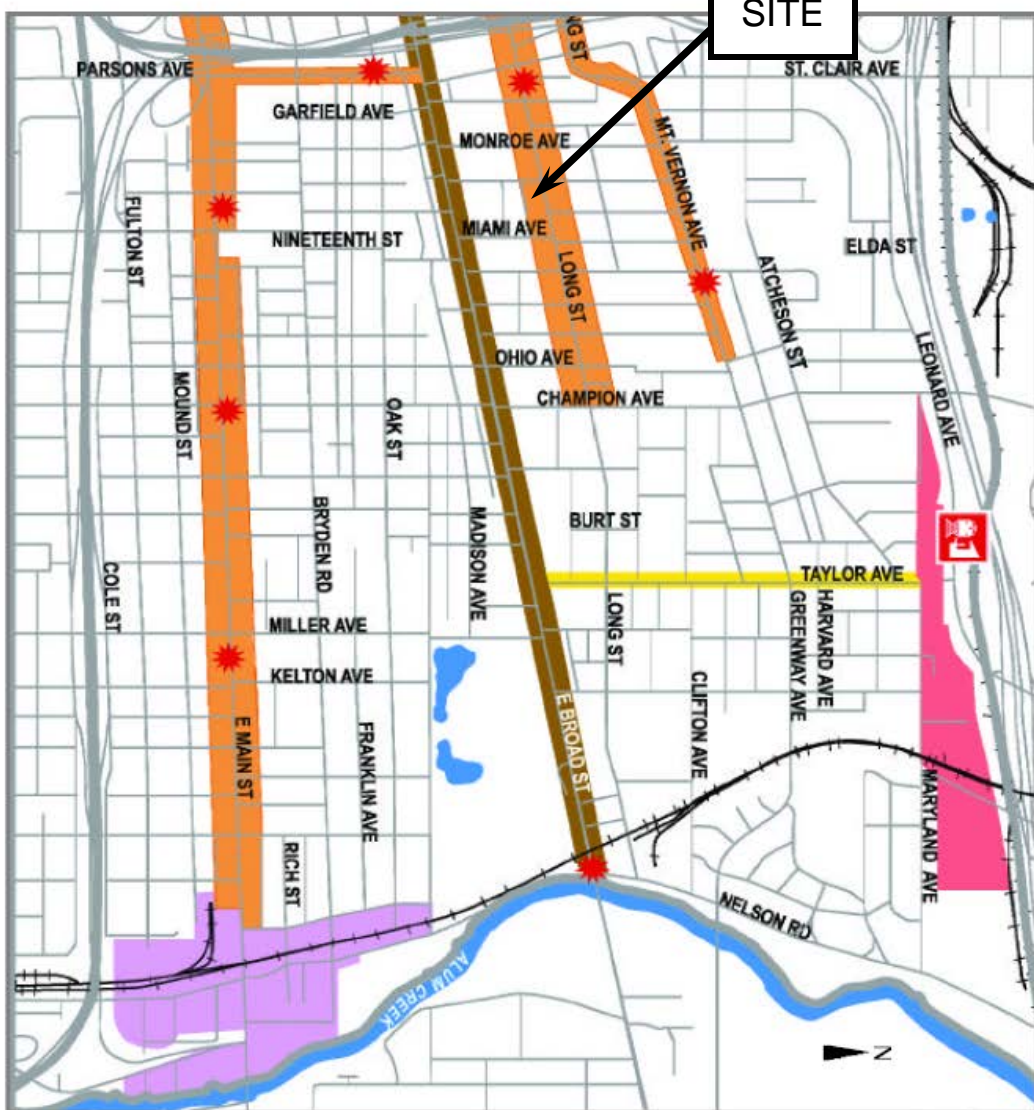 SITE
NG ST
PARSONS AVE
ST. CLAIR AVE
GARFIELD AVE
MONROE AVE
MT. VERNON AVE
FULTON ST
MIAMI AVE
NINETEENTH ST
ELDA ST
LONG ST
ATCHESON ST
OHIO AVE
LEONARD AVE
CHAMPION AVE
MOUND ST
OAK ST
BRYDEN RD
MADISON AVE
BURT ST
COLE ST
TAYLOR AVE
LONG ST
GREENWAY AVE
HARVARD AVE
MILLER AVE
KELTON AVE
CLIFTON AVE
E MAIN ST
FRANKLIN AVE
E BROAD ST
MARYLAND AVE
RICH ST
NELSON RD
ALUM CREEK
N